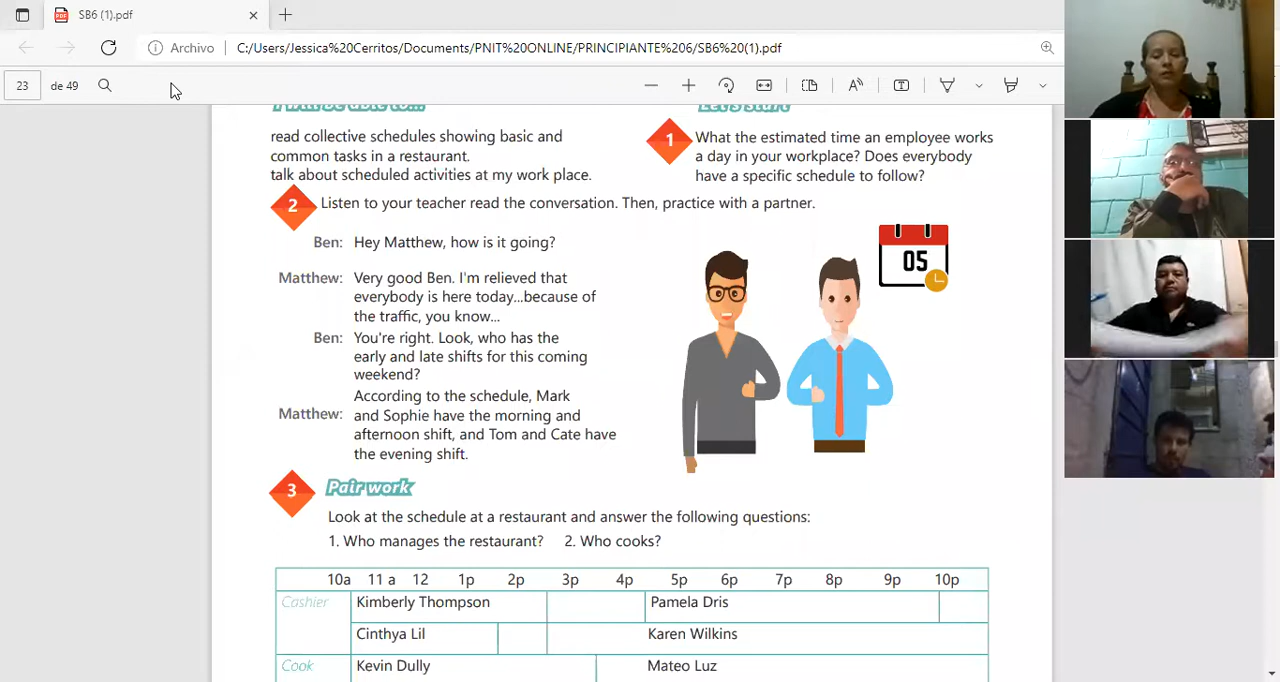 SB6 (1).pdf
Archivo
C:/Users/Jessica%20Cerritos/Documents/PNIT%20ONLINE/PRINCIPIANTE%206/SB6%20(1).pdf
23 de 49
I will be able to...
Let's start
read collective schedules showing basic and
common tasks in a restaurant.
talk about scheduled activities at my work place.
1
What the estimated time an employee works
a day in your workplace? Does everybody
have a specific schedule to follow?
2
Listen to your teacher read the conversation. Then, practice with a partner.
Ben: Hey Matthew, how is it going?
Matthew: Very good Ben. I'm relieved that
everybody is here today...because of
the traffic, you know...
Ben: You're right. Look, who has the
early and late shifts for this coming
weekend?
According to the schedule, Mark
Matthew: and Sophie have the morning and
afternoon shift, and Tom and Cate have
the evening shift.
05
3
Pair work
Look at the schedule at a restaurant and answer the following questions:
1. Who manages the restaurant? 2. Who cooks?
10a 11 a 12 1p 2p 3p 4p 5p 6p 7p 8p 9p 10p
Cashier Kimberly Thompson Pamela Dris
Cinthya Lil Karen Wilkins
Cook Kevin Dully Mateo Luz